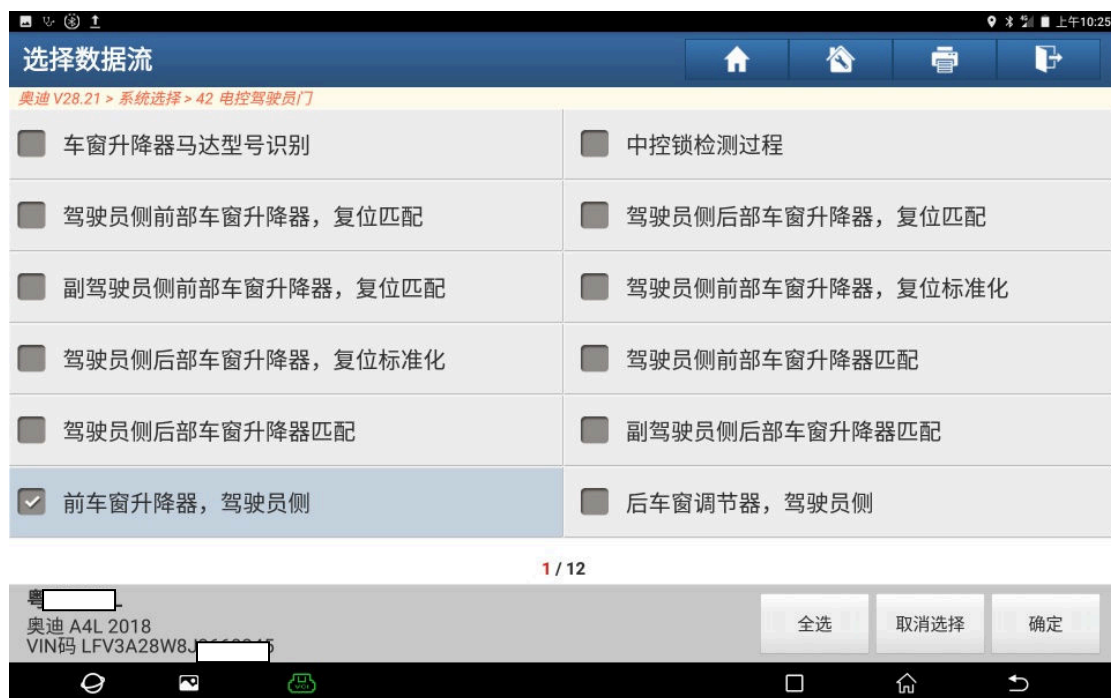 上午10:25
选择数据流
奥迪 V28.21 > 系统选择 > 42 电控驾驶员门
车窗升降器马达型号识别
中控锁检测过程
驾驶员侧前部车窗升降器，复位匹配
驾驶员侧后部车窗升降器，复位匹配
副驾驶员侧前部车窗升降器，复位匹配
驾驶员侧前部车窗升降器，复位标准化
驾驶员侧后部车窗升降器，复位标准化
驾驶员侧前部车窗升降器匹配
驾驶员侧后部车窗升降器匹配
副驾驶员侧后部车窗升降器匹配
前车窗升降器，驾驶员侧
后车窗调节器，驾驶员侧
1 / 12
粤
奥迪 A4L 2018
VIN码 LFV3A28W8J
全选
取消选择
确定
VCI